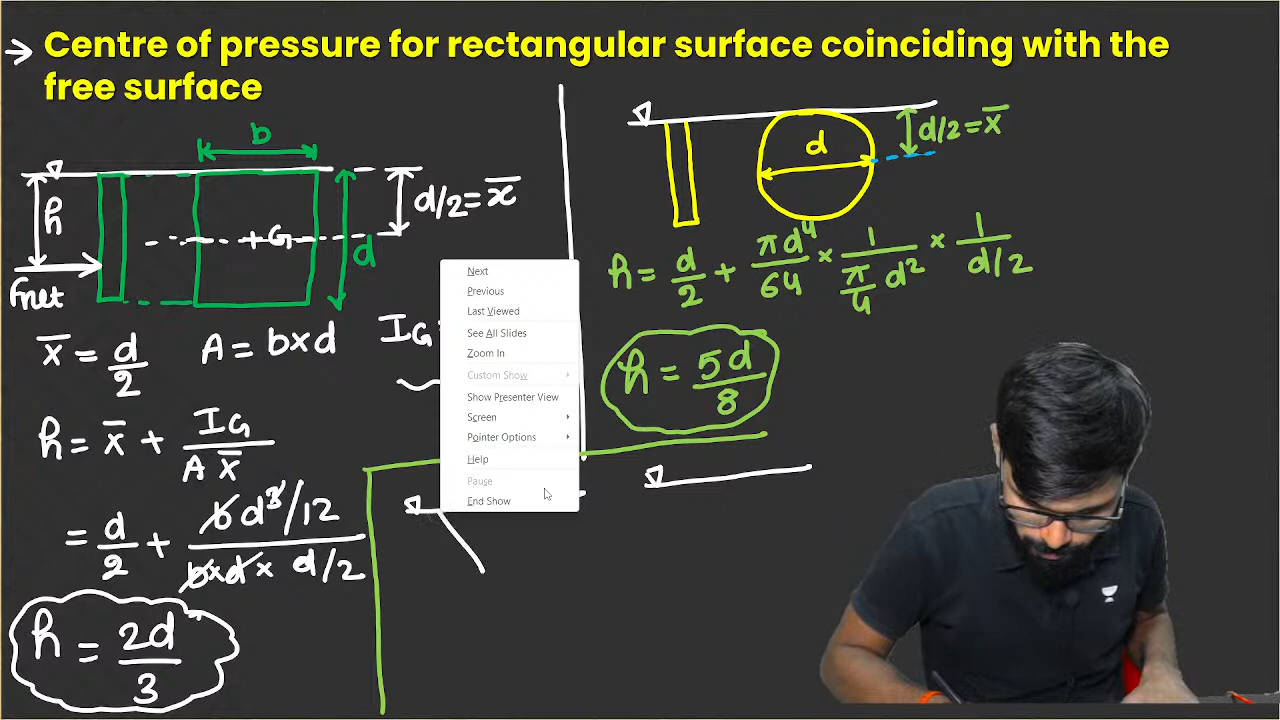 → Centre of pressure for rectangular surface coinciding with the
free surface
b
h
+G
d/2 = x̄
d
Fnet
x̄ = d/2
A = b×d
IG
h = x̄ + IG/(A x̄)
= d/2 + (bd³/12)/(b×d× d/2)
h = 2d/3
d
d/2 = x̄
h = d/2 + πd⁴/64 × 1/(π/4 d²) × 1/(d/2)
h = 5d/8
Next
Previous
Last Viewed
See All Slides
Zoom In
Custom Show
Show Presenter View
Screen
Pointer Options
Help
Pause
End Show